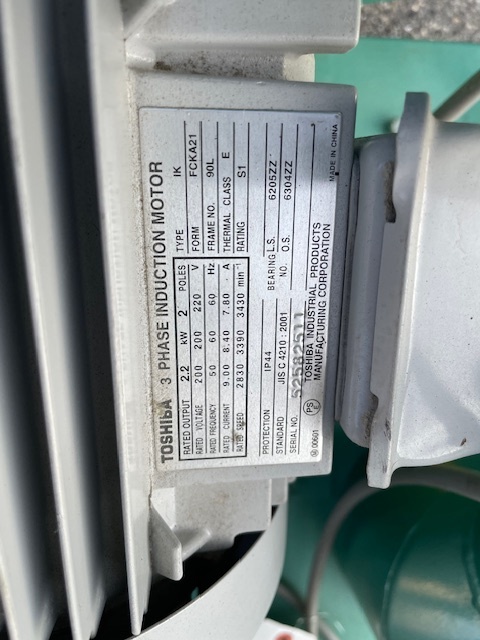 TOSHIBA 3 PHASE INDUCTION MOTOR
RATED OUTPUT 2.2 kW 2 POLES TYPE IK
RATED VOLTAGE 200 200 220 V FORM FCKA21
RATED FREQUENCY 50 60 60 Hz FRAME NO. 90L
RATED CURRENT 9.00 8.40 7.80 A THERMAL CLASS E
RATED SPEED 2830 3390 3430 min⁻¹ RATING S1
PROTECTION IP44 BEARING L.S. 6205ZZ
STANDARD JIS C 4210 : 2001 NO. O.S. 6304ZZ
SERIAL NO. 52582511
PS E TOSHIBA INDUSTRIAL PRODUCTS
00601 MANUFACTURING CORPORATION MADE IN CHINA